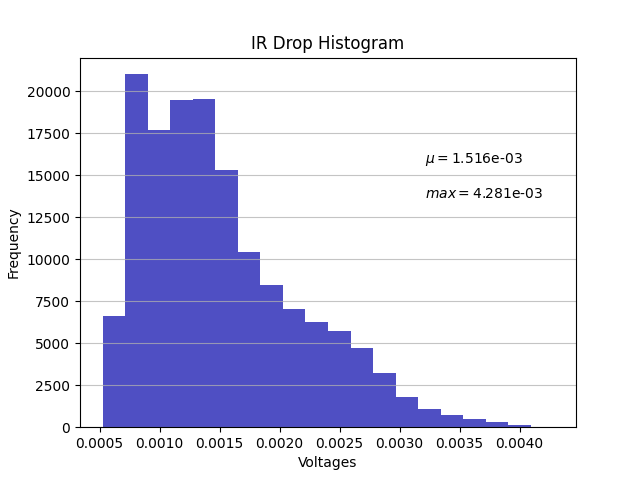 IR Drop Histogram
20000
17500
15000
12500
10000
7500
5000
2500
0
Frequency
μ = 1.516e-03
max = 4.281e-03
0.0005 0.0010 0.0015 0.0020 0.0025 0.0030 0.0035 0.0040
Voltages